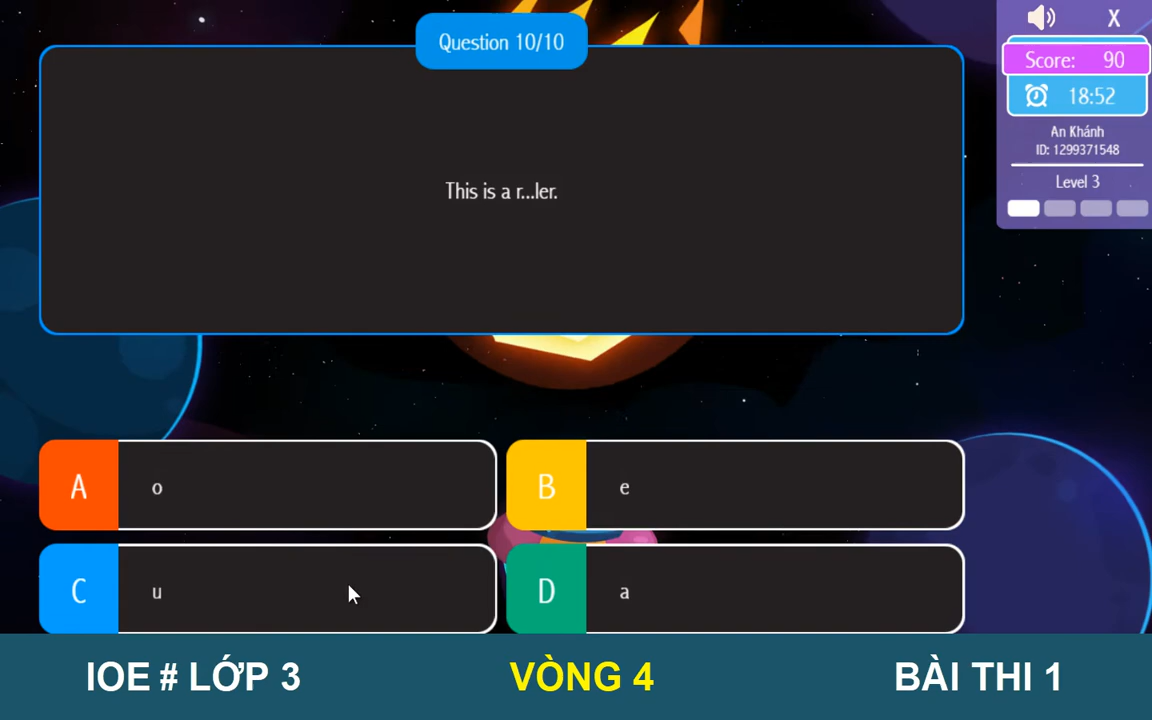 Question 10/10
X
Score: 90
18:52
An Khánh
ID: 1299371548
Level 3
This is a r...ler.
A o
B e
C u
D a
IOE # LỚP 3
VÒNG 4
BÀI THI 1